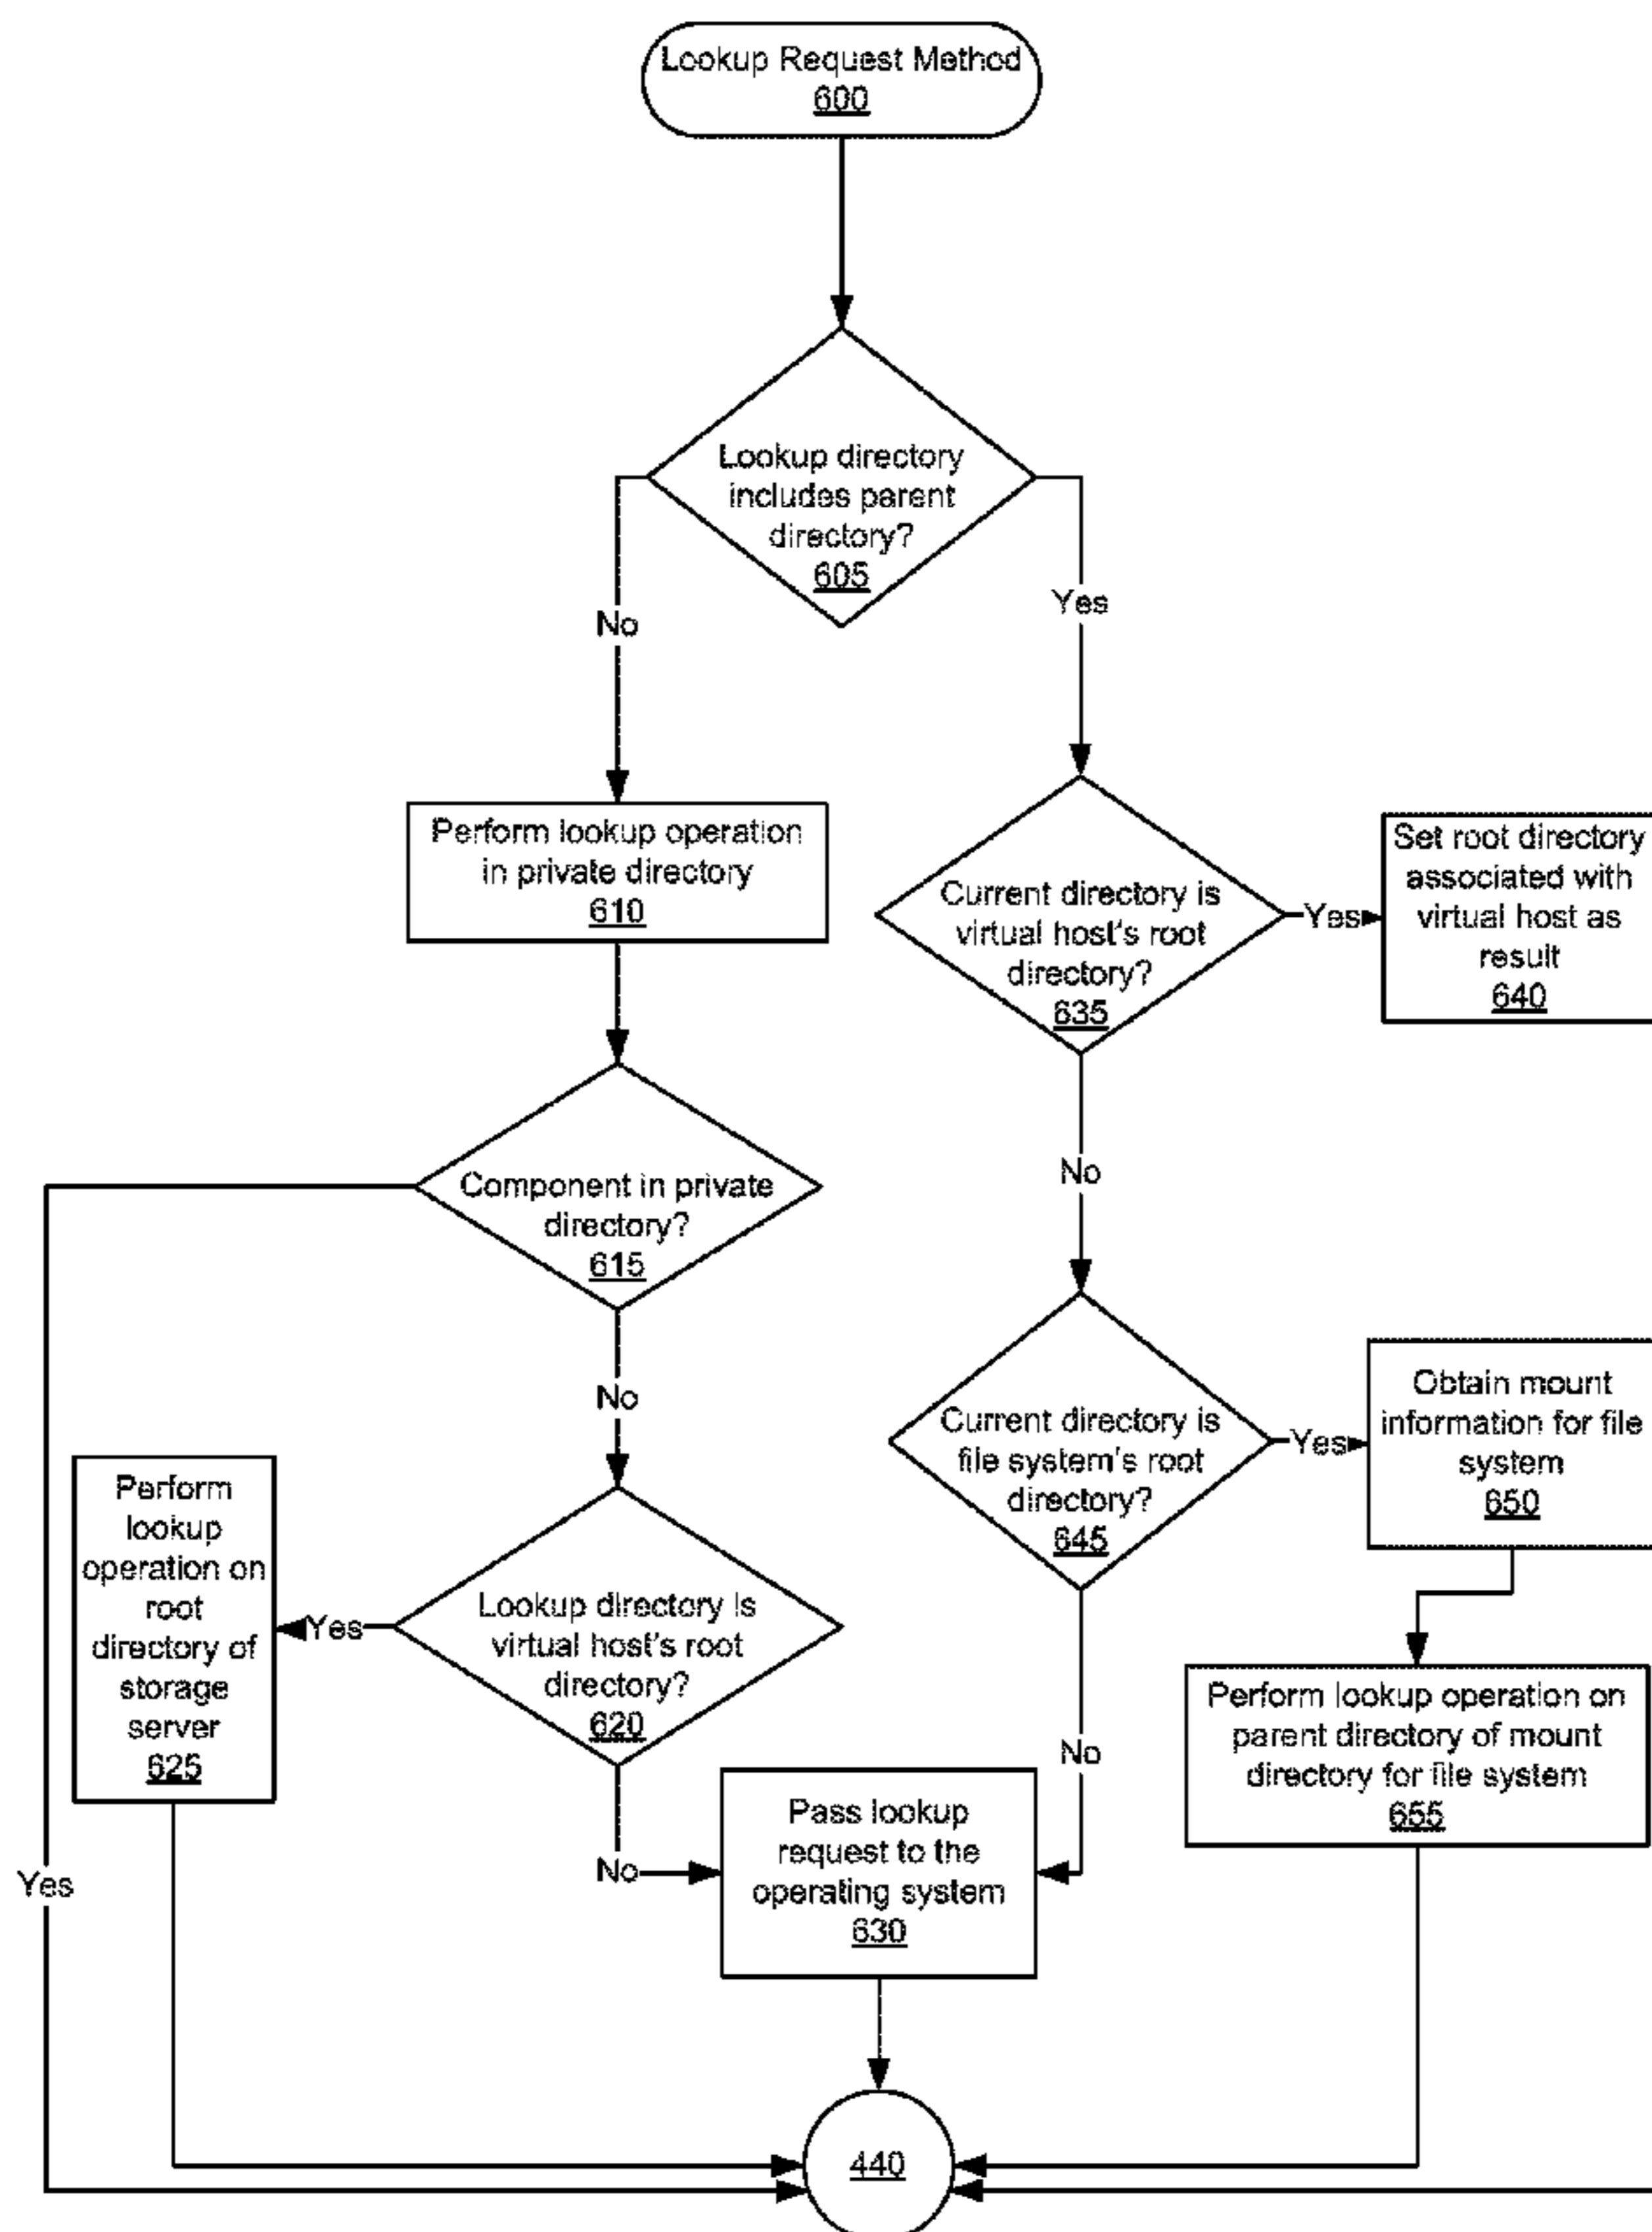 Lookup Request Method
600
Lookup directory
includes parent
directory?
605
No
Yes
Perform lookup operation
in private directory
610
Current directory is
virtual host's root
directory?
635
Yes
Set root directory
associated with
virtual host as
result
640
Component in private
directory?
615
No
No
Yes
Current directory is
file system's root
directory?
645
Yes
Obtain mount
information for file
system
650
Perform
lookup
operation on
root
directory of
storage
server
625
Yes
Lookup directory is
virtual host's root
directory?
620
No
No
Perform lookup operation on
parent directory of mount
directory for file system
655
Pass lookup
request to the
operating system
630
440